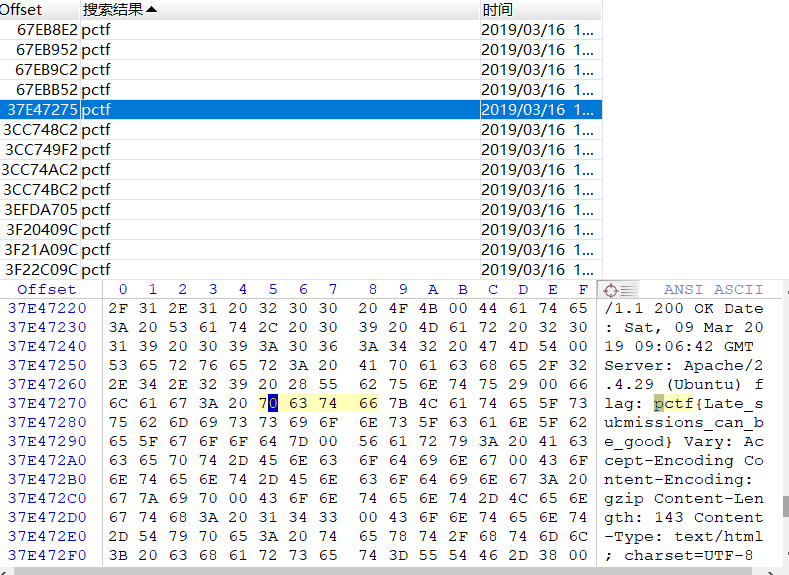 Offset 搜索结果 时间
67EB8E2 pctf 2019/03/16 1...
67EB952 pctf 2019/03/16 1...
67EB9C2 pctf 2019/03/16 1...
67EBB52 pctf 2019/03/16 1...
37E47275 pctf 2019/03/16 1...
3CC748C2 pctf 2019/03/16 1...
3CC749F2 pctf 2019/03/16 1...
3CC74AC2 pctf 2019/03/16 1...
3CC74BC2 pctf 2019/03/16 1...
3EFDA705 pctf 2019/03/16 1...
3F20409C pctf 2019/03/16 1...
3F21A09C pctf 2019/03/16 1...
3F22C09C pctf 2019/03/16 1...
Offset 0 1 2 3 4 5 6 7 8 9 A B C D E F ANSI ASCII
37E47220 2F 31 2E 31 20 32 30 30 20 4F 4B 00 44 61 74 65 /1.1 200 OK Date
37E47230 3A 20 53 61 74 2C 20 30 39 20 4D 61 72 20 32 30 : Sat, 09 Mar 20
37E47240 31 39 20 30 39 3A 30 36 3A 34 32 20 47 4D 54 00 19 09:06:42 GMT
37E47250 53 65 72 76 65 72 3A 20 41 70 61 63 68 65 2F 32 Server: Apache/2
37E47260 2E 34 2E 32 39 20 28 55 62 75 6E 74 75 29 00 66 .4.29 (Ubuntu) f
37E47270 6C 61 67 3A 20 70 63 74 66 7B 4C 61 74 65 5F 73 lag: pctf{Late_s
37E47280 75 62 6D 69 73 73 69 6F 6E 73 5F 63 61 6E 5F 62 ubmissions_can_b
37E47290 65 5F 67 6F 6F 64 7D 00 56 61 72 79 3A 20 41 63 e_good} Vary: Ac
37E472A0 63 65 70 74 2D 45 6E 63 6F 64 69 6E 67 00 43 6F cept-Encoding Co
37E472B0 6E 74 65 6E 74 2D 45 6E 63 6F 64 69 6E 67 3A 20 ntent-Encoding:
37E472C0 67 7A 69 70 00 43 6F 6E 74 65 6E 74 2D 4C 65 6E gzip Content-Len
37E472D0 67 74 68 3A 20 31 34 33 00 43 6F 6E 74 65 6E 74 gth: 143 Content
37E472E0 2D 54 79 70 65 3A 20 74 65 78 74 2F 68 74 6D 6C -Type: text/html
37E472F0 3B 20 63 68 61 72 73 65 74 3D 55 54 46 2D 38 00 ; charset=UTF-8